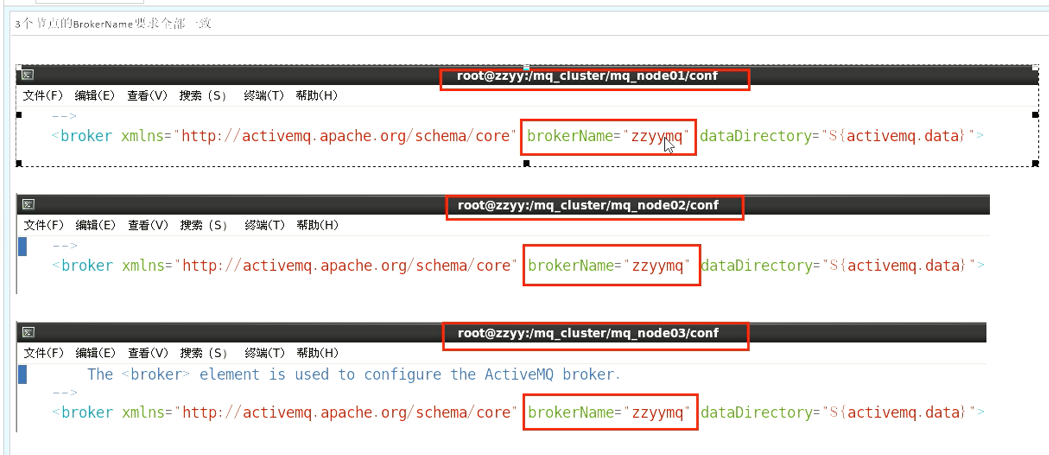 3个节点的BrokerName要求全部一致
root@zzyy:/mq_cluster/mq_node01/conf
文件(F) 编辑(E) 查看(V) 搜索 (S) 终端(T) 帮助(H)
-->
<broker xmlns="http://activemq.apache.org/schema/core" brokerName="zzyymq" dataDirectory="${activemq.data}">
root@zzyy:/mq_cluster/mq_node02/conf
文件(F) 编辑(E) 查看(V) 搜索 (S) 终端(T) 帮助(H)
-->
<broker xmlns="http://activemq.apache.org/schema/core" brokerName="zzyymq" dataDirectory="${activemq.data}">
root@zzyy:/mq_cluster/mq_node03/conf
文件(F) 编辑(E) 查看(V) 搜索 (S) 终端(T) 帮助(H)
The <broker> element is used to configure the ActiveMQ broker.
-->
<broker xmlns="http://activemq.apache.org/schema/core" brokerName="zzyymq" dataDirectory="${activemq.data}">